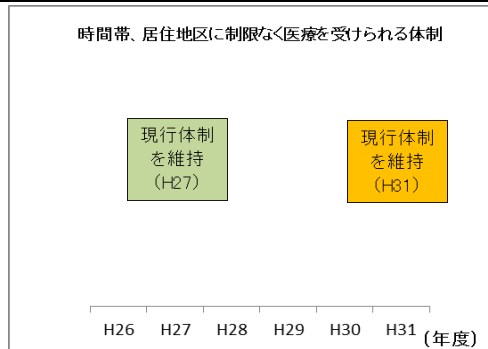 時間帯、居住地区に制限なく医療を受けられる体制
現行体制
を維持
(H27)
現行体制
を維持
(H31)
H26 H27 H28 H29 H30 H31 (年度)